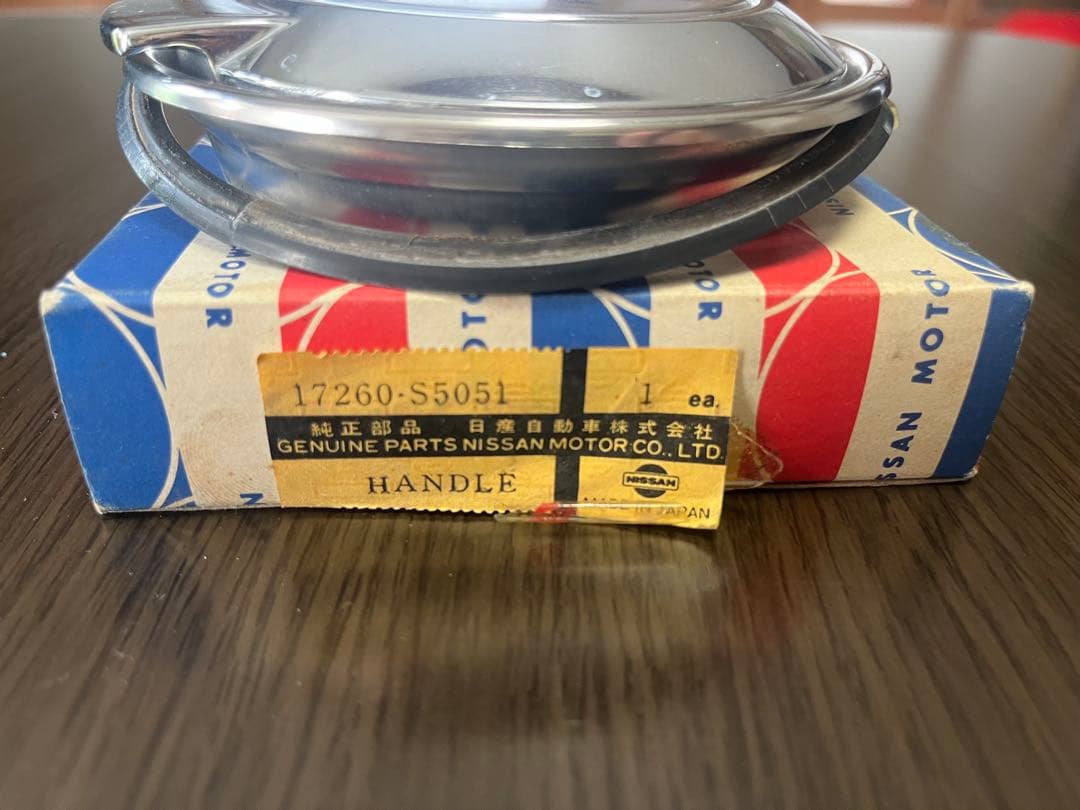 17260-S5051 1 ea.
純正部品 日産自動車株式会社
GENUINE PARTS NISSAN MOTOR CO., LTD.
HANDLE
NISSAN
MADE IN JAPAN
MOTOR
MOTOR
NISSAN MOTOR